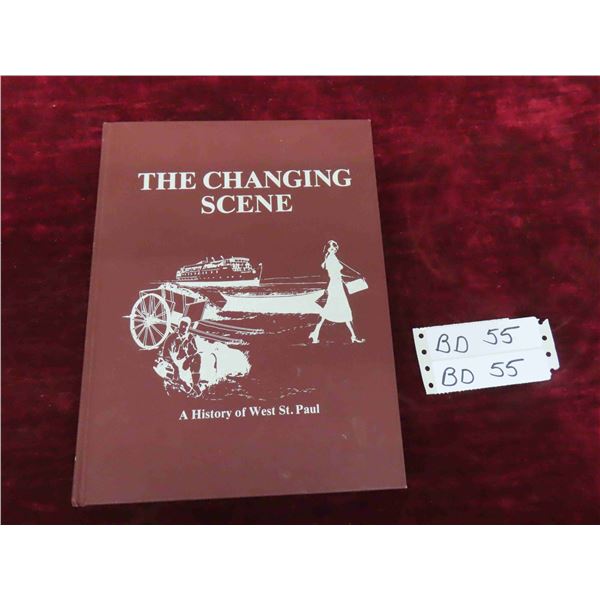 THE CHANGING
SCENE
A History of West St. Paul
BD 55
BD 55